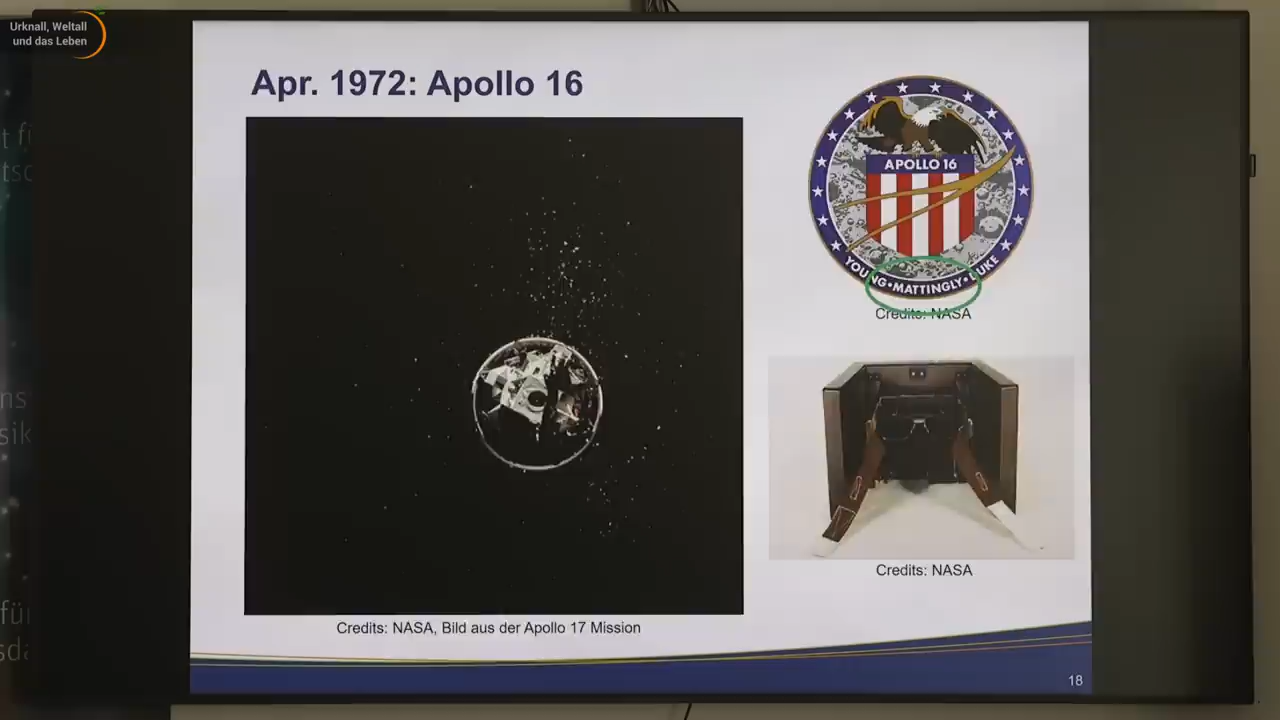 Urknall, Weltall
und das Leben
Apr. 1972: Apollo 16
APOLLO 16
YOUNG•MATTINGLY•DUKE
Credits: NASA
Credits: NASA
Credits: NASA, Bild aus der Apollo 17 Mission
18